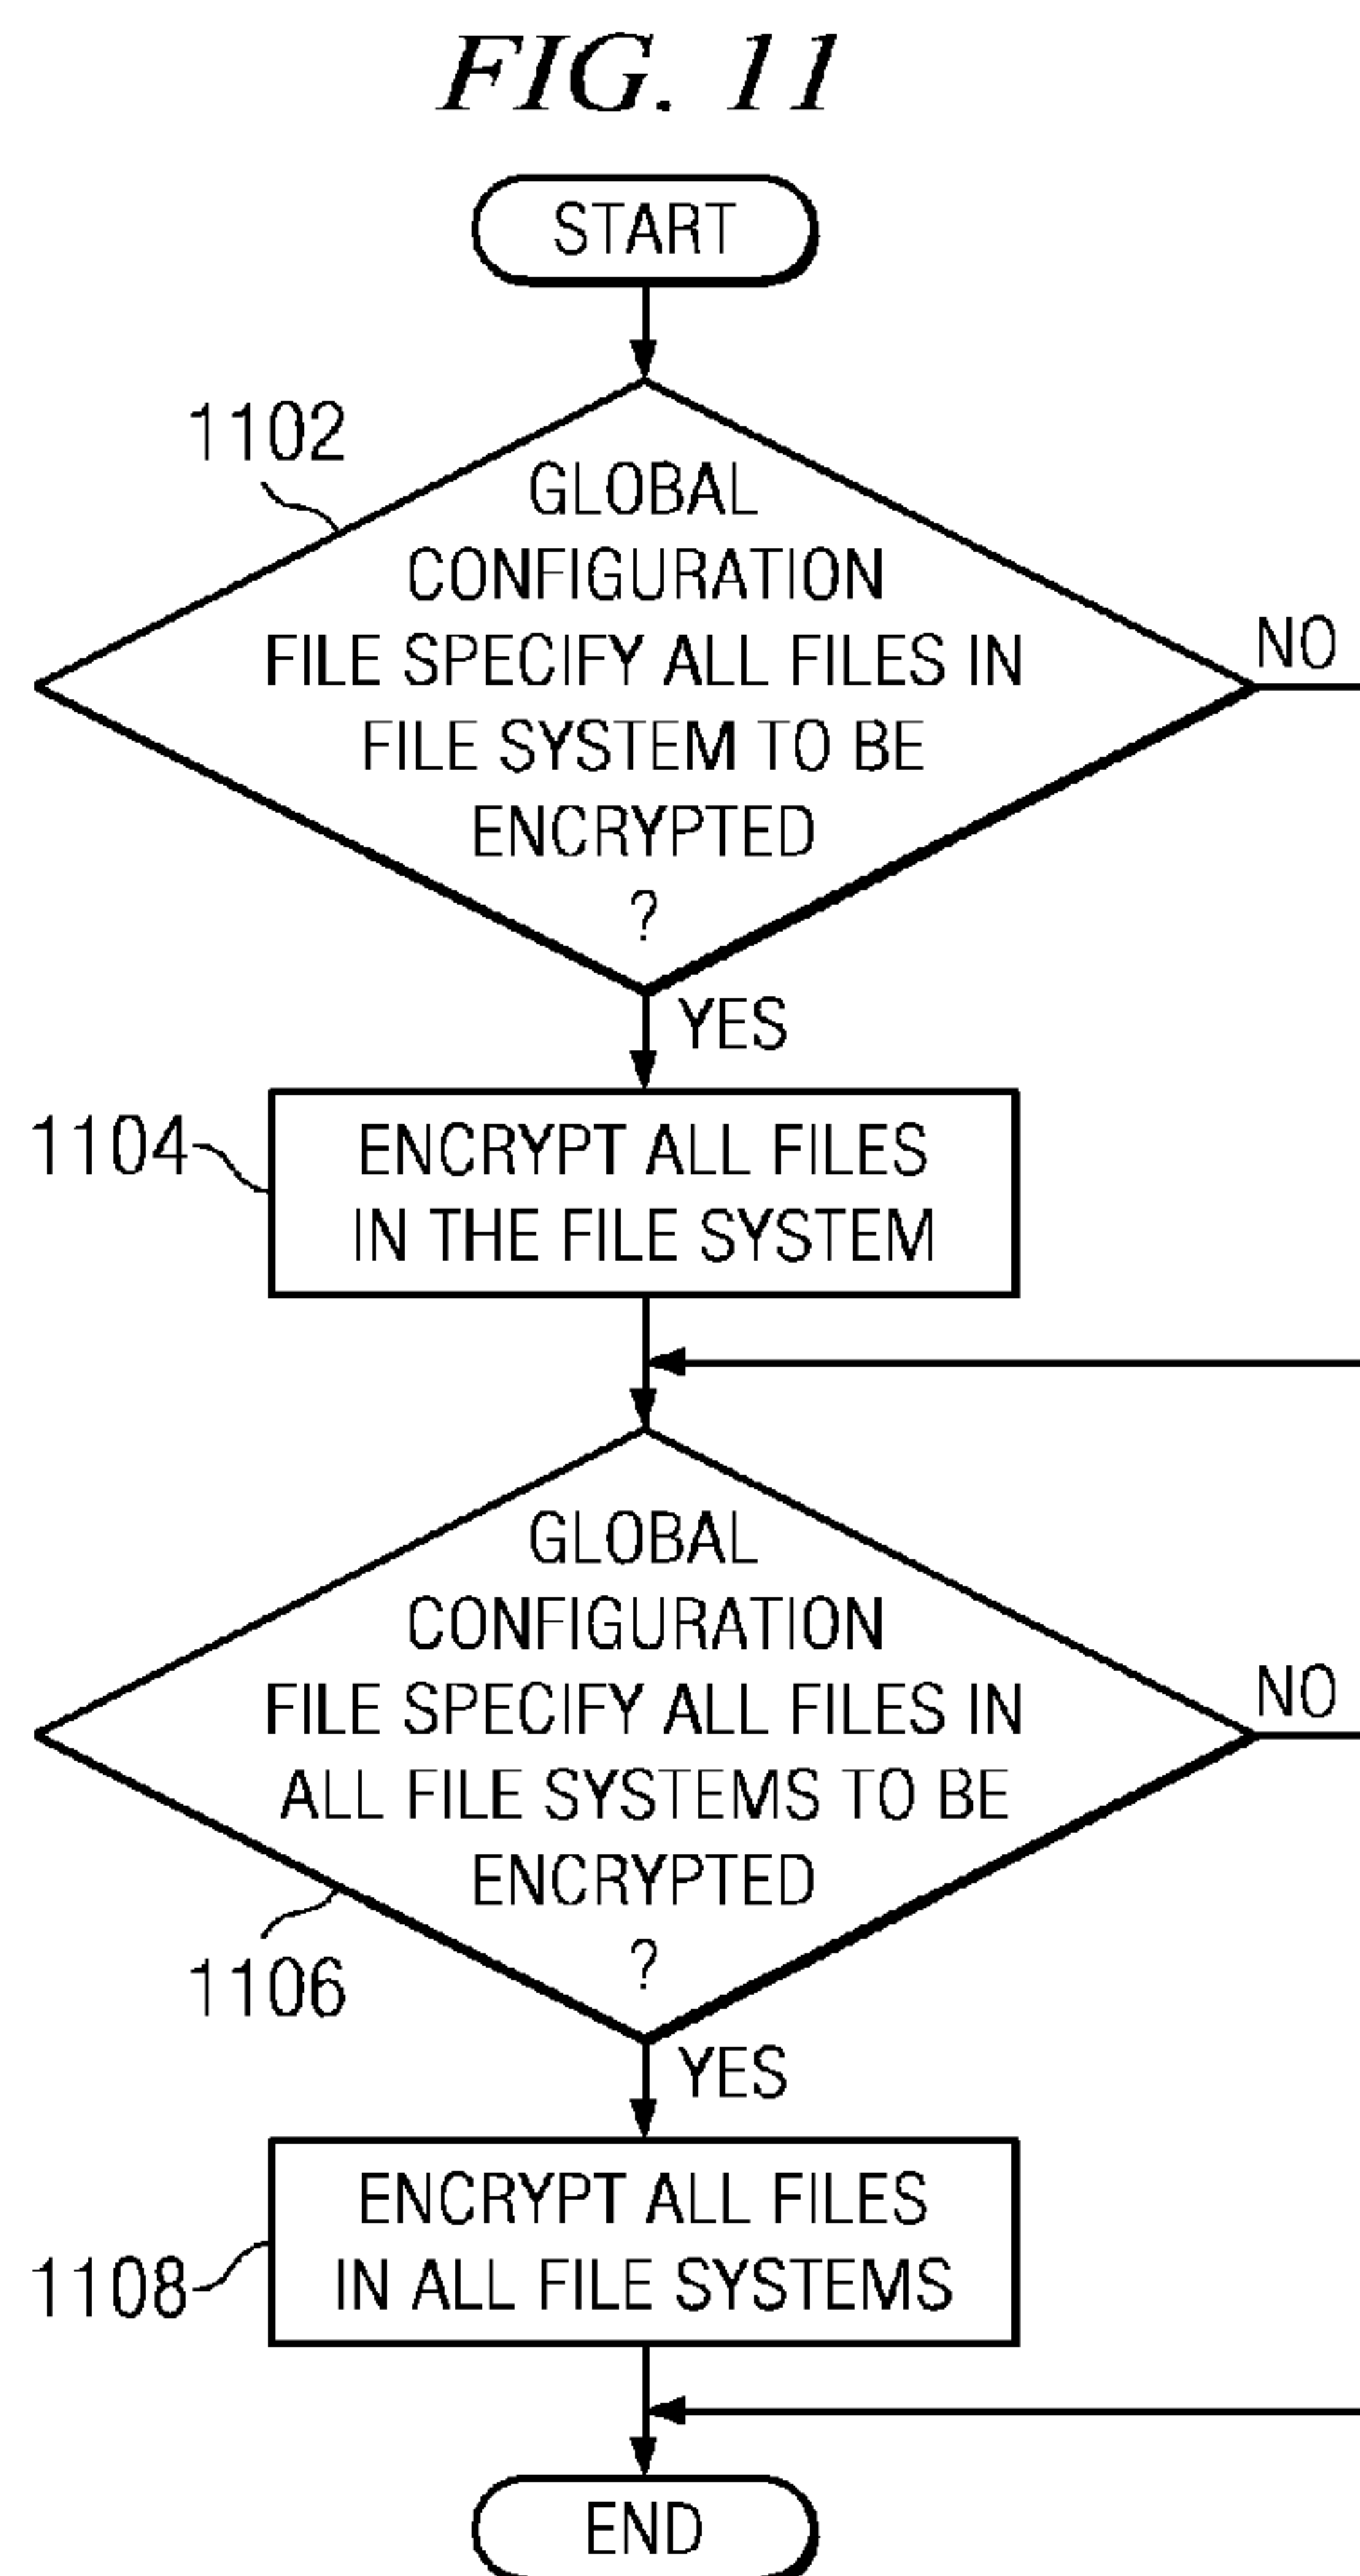 FIG. 11
START
1102
GLOBAL
CONFIGURATION
FILE SPECIFY ALL FILES IN
FILE SYSTEM TO BE
ENCRYPTED
?
NO
YES
1104
ENCRYPT ALL FILES
IN THE FILE SYSTEM
GLOBAL
CONFIGURATION
FILE SPECIFY ALL FILES IN
ALL FILE SYSTEMS TO BE
ENCRYPTED
?
NO
1106
YES
ENCRYPT ALL FILES
IN ALL FILE SYSTEMS
1108
END